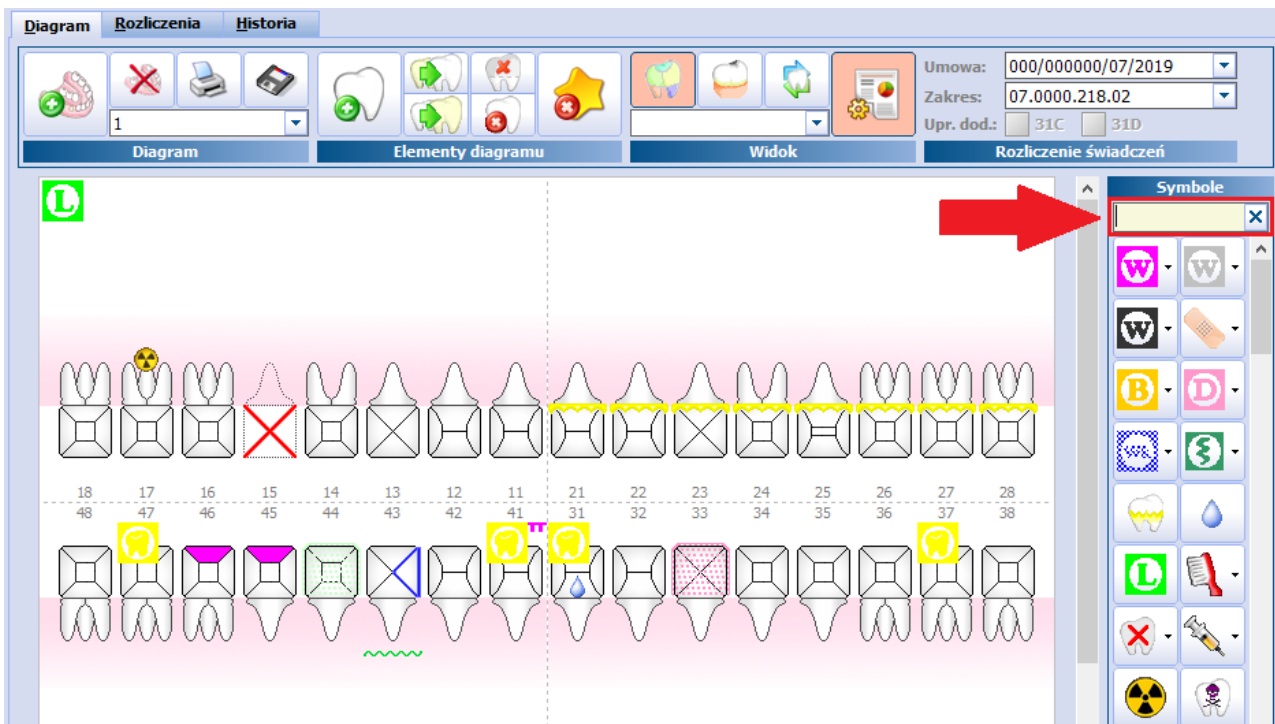 Diagram Rozliczenia Historia
Umowa: 000/000000/07/2019
Zakres: 07.0000.218.02
1
Upr. dod.: 31C 31D
Diagram Elementy diagramu Widok Rozliczenie świadczeń
Symbole
L
W W
W
B D
WK
L
18 17 16 15 14 13 12 11 21 22 23 24 25 26 27 28
48 47 46 45 44 43 42 41 31 32 33 34 35 36 37 38